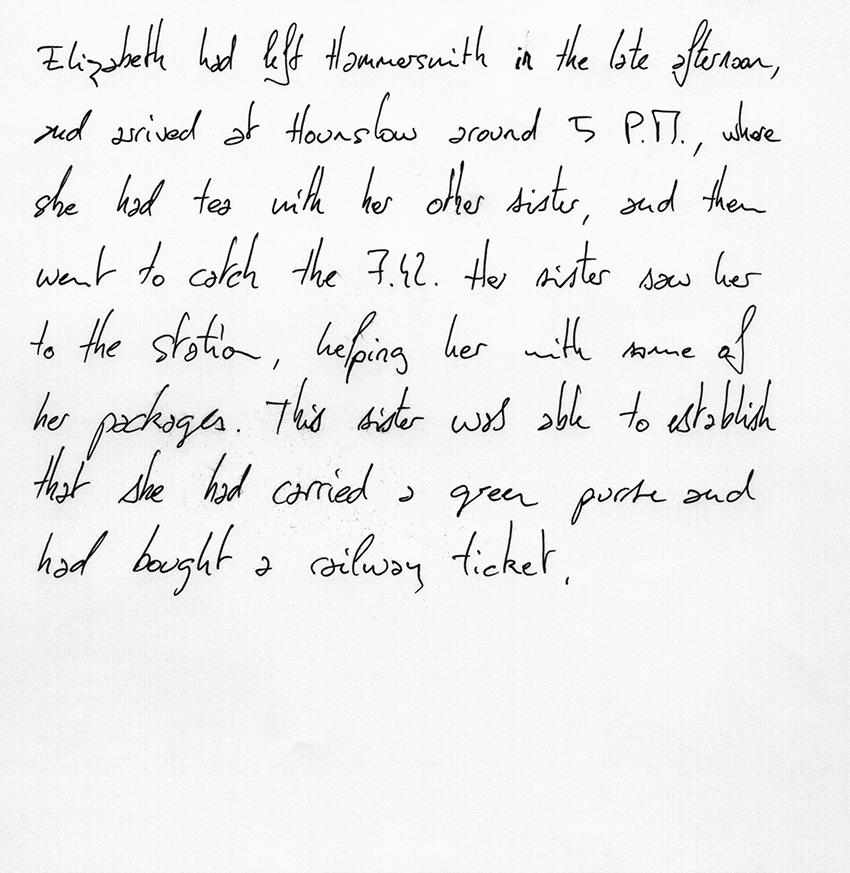 Elizabeth had left Hammersmith in the late afternoon,
and arrived at Hounslow around 5 P.M., where
she had tea with her other sister, and then
went to catch the 7.42. Her sister saw her
to the station, helping her with some of
her packages. This sister was able to establish
that she had carried a green purse and
had bought a railway ticket.